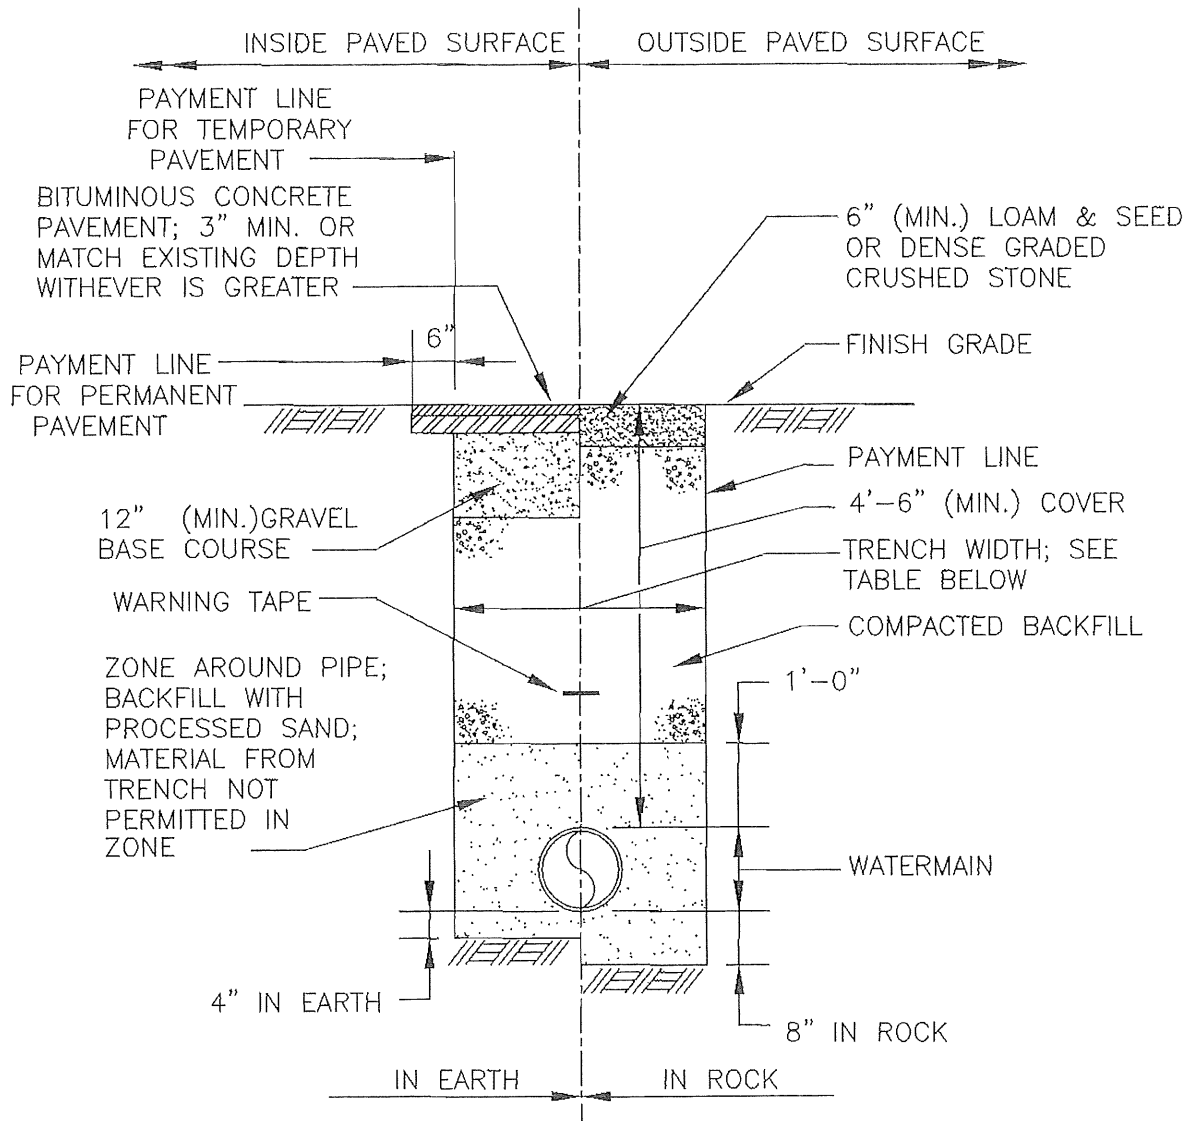 INSIDE PAVED SURFACE
OUTSIDE PAVED SURFACE
PAYMENT LINE
FOR TEMPORARY
PAVEMENT
BITUMINOUS CONCRETE
PAVEMENT; 3" MIN. OR
MATCH EXISTING DEPTH
WITHEVER IS GREATER
6" (MIN.) LOAM & SEED
OR DENSE GRADED
CRUSHED STONE
6"
FINISH GRADE
PAYMENT LINE
FOR PERMANENT
PAVEMENT
PAYMENT LINE
4'-6" (MIN.) COVER
12" (MIN.)GRAVEL
BASE COURSE
TRENCH WIDTH; SEE
TABLE BELOW
WARNING TAPE
COMPACTED BACKFILL
ZONE AROUND PIPE;
BACKFILL WITH
PROCESSED SAND;
MATERIAL FROM
TRENCH NOT
PERMITTED IN
ZONE
1'-0"
WATERMAIN
4" IN EARTH
8" IN ROCK
IN EARTH
IN ROCK